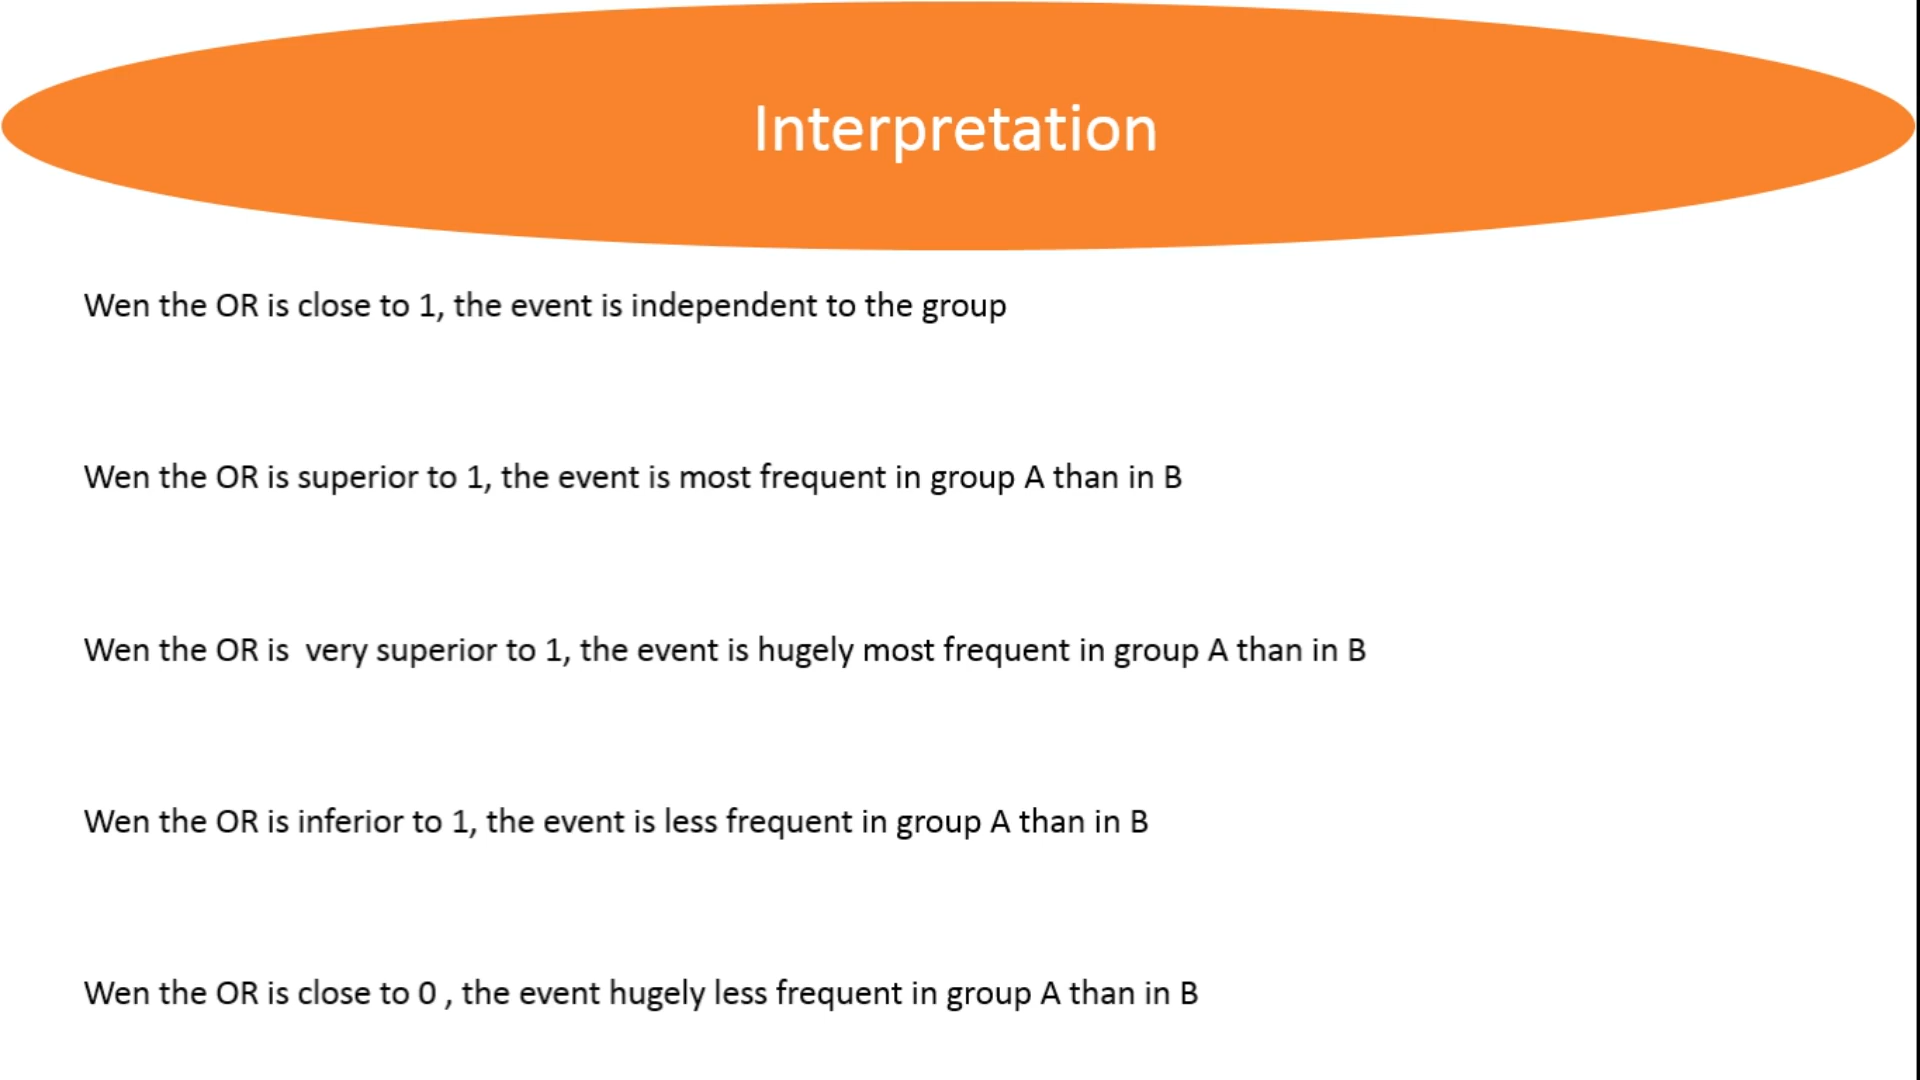 Interpretation
Wen the OR is close to 1, the event is independent to the group
Wen the OR is superior to 1, the event is most frequent in group A than in B
Wen the OR is  very superior to 1, the event is hugely most frequent in group A than in B
Wen the OR is inferior to 1, the event is less frequent in group A than in B
Wen the OR is close to 0 , the event hugely less frequent in group A than in B